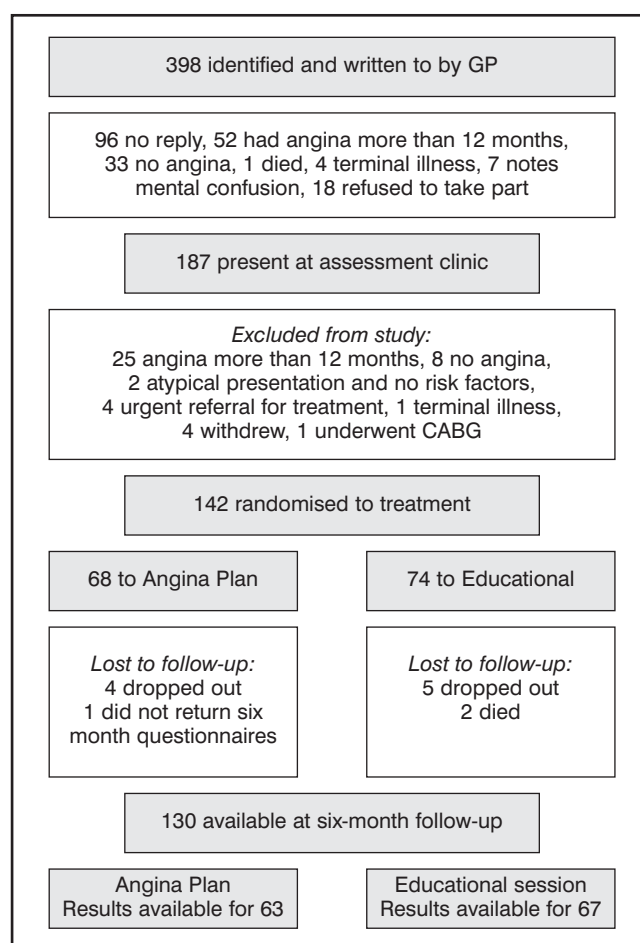 398 identified and written to by GP
96 no reply, 52 had angina more than 12 months,
33 no angina, 1 died, 4 terminal illness, 7 notes
mental confusion, 18 refused to take part
187 present at assessment clinic
Excluded from study:
25 angina more than 12 months, 8 no angina,
2 atypical presentation and no risk factors,
4 urgent referral for treatment, 1 terminal illness,
4 withdrew, 1 underwent CABG
142 randomised to treatment
68 to Angina Plan
74 to Educational
Lost to follow-up:
4 dropped out
1 did not return six
month questionnaires
Lost to follow-up:
5 dropped out
2 died
130 available at six-month follow-up
Angina Plan
Results available for 63
Educational session
Results available for 67